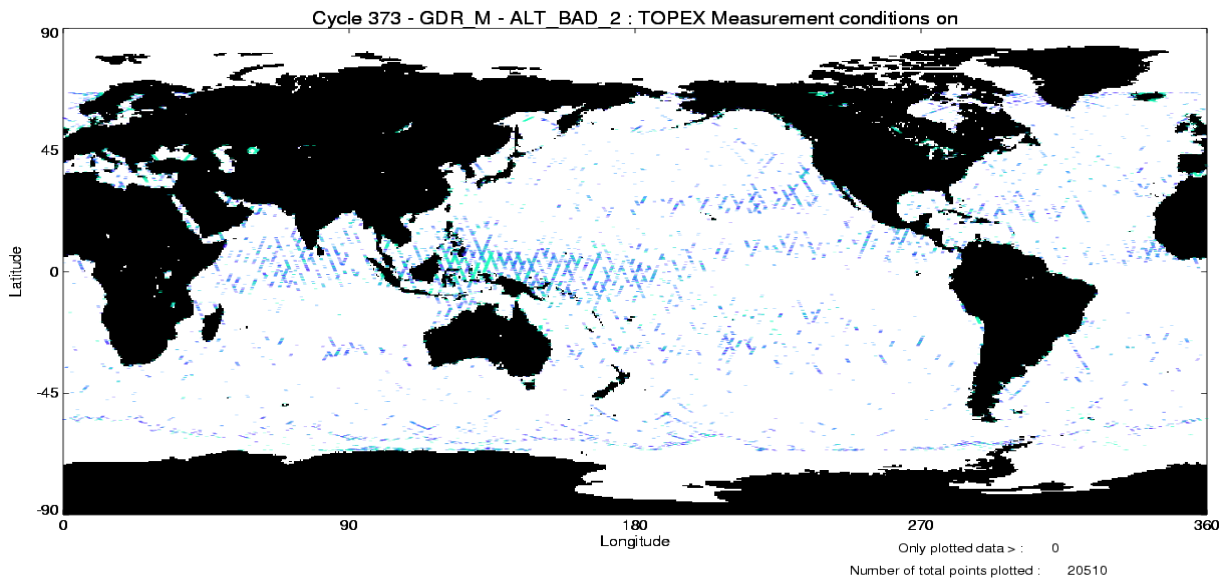 Cycle 373 - GDR_M - ALT_BAD_2 : TOPEX Measurement conditions on
90
45
0
-45
-90
Latitude
0 90 180 270 360
Longitude
Only plotted data > : 0
Number of total points plotted : 20510